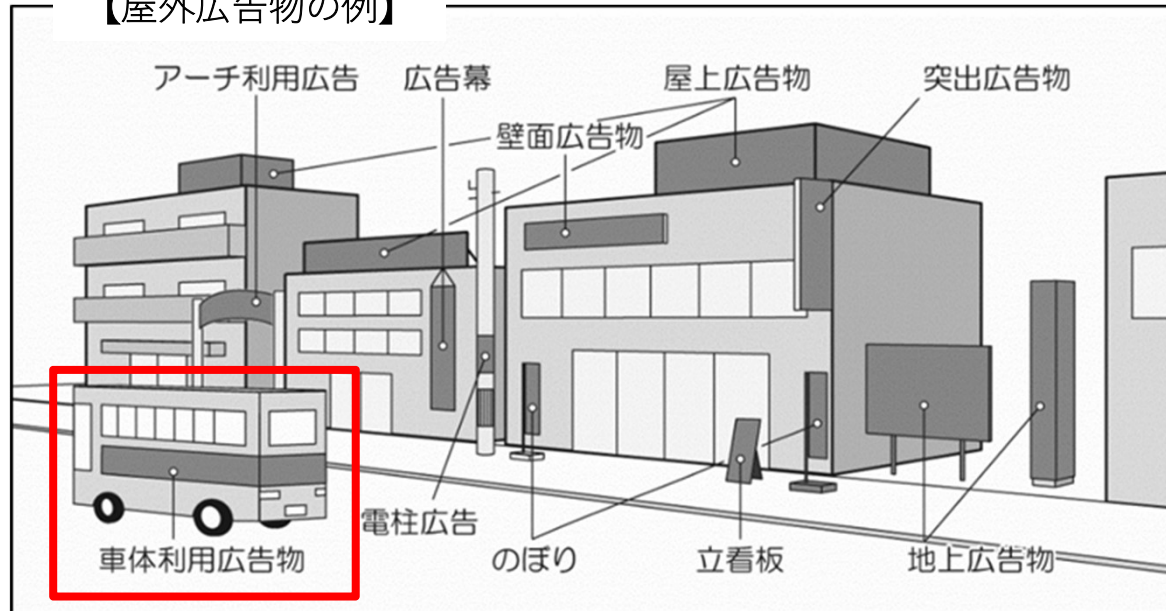 【屋外広告物の例】
アーチ利用広告
広告幕
屋上広告物
突出広告物
壁面広告物
電柱広告
車体利用広告物
のぼり
立看板
地上広告物